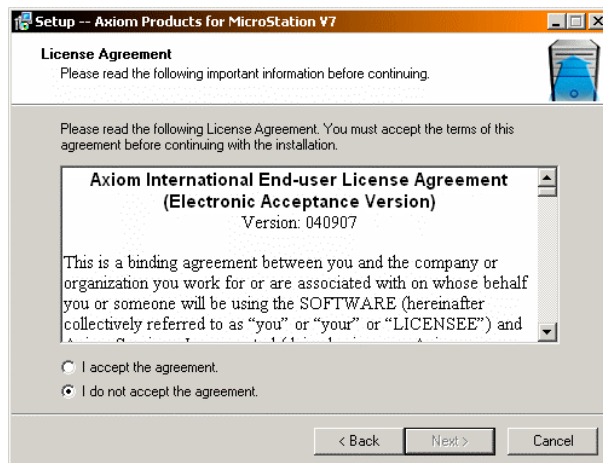 Setup -- Axiom Products for MicroStation V7
License Agreement
Please read the following important information before continuing.
Please read the following License Agreement. You must accept the terms of this
agreement before continuing with the installation.
Axiom International End-user License Agreement
(Electronic Acceptance Version)
Version: 040907
This is a binding agreement between you and the company or
organization you work for or are associated with on whose behalf
you or someone will be using the SOFTWARE (hereinafter
collectively referred to as “you” or “your” or “LICENSEE”) and
I accept the agreement.
I do not accept the agreement.
< Back
Next >
Cancel